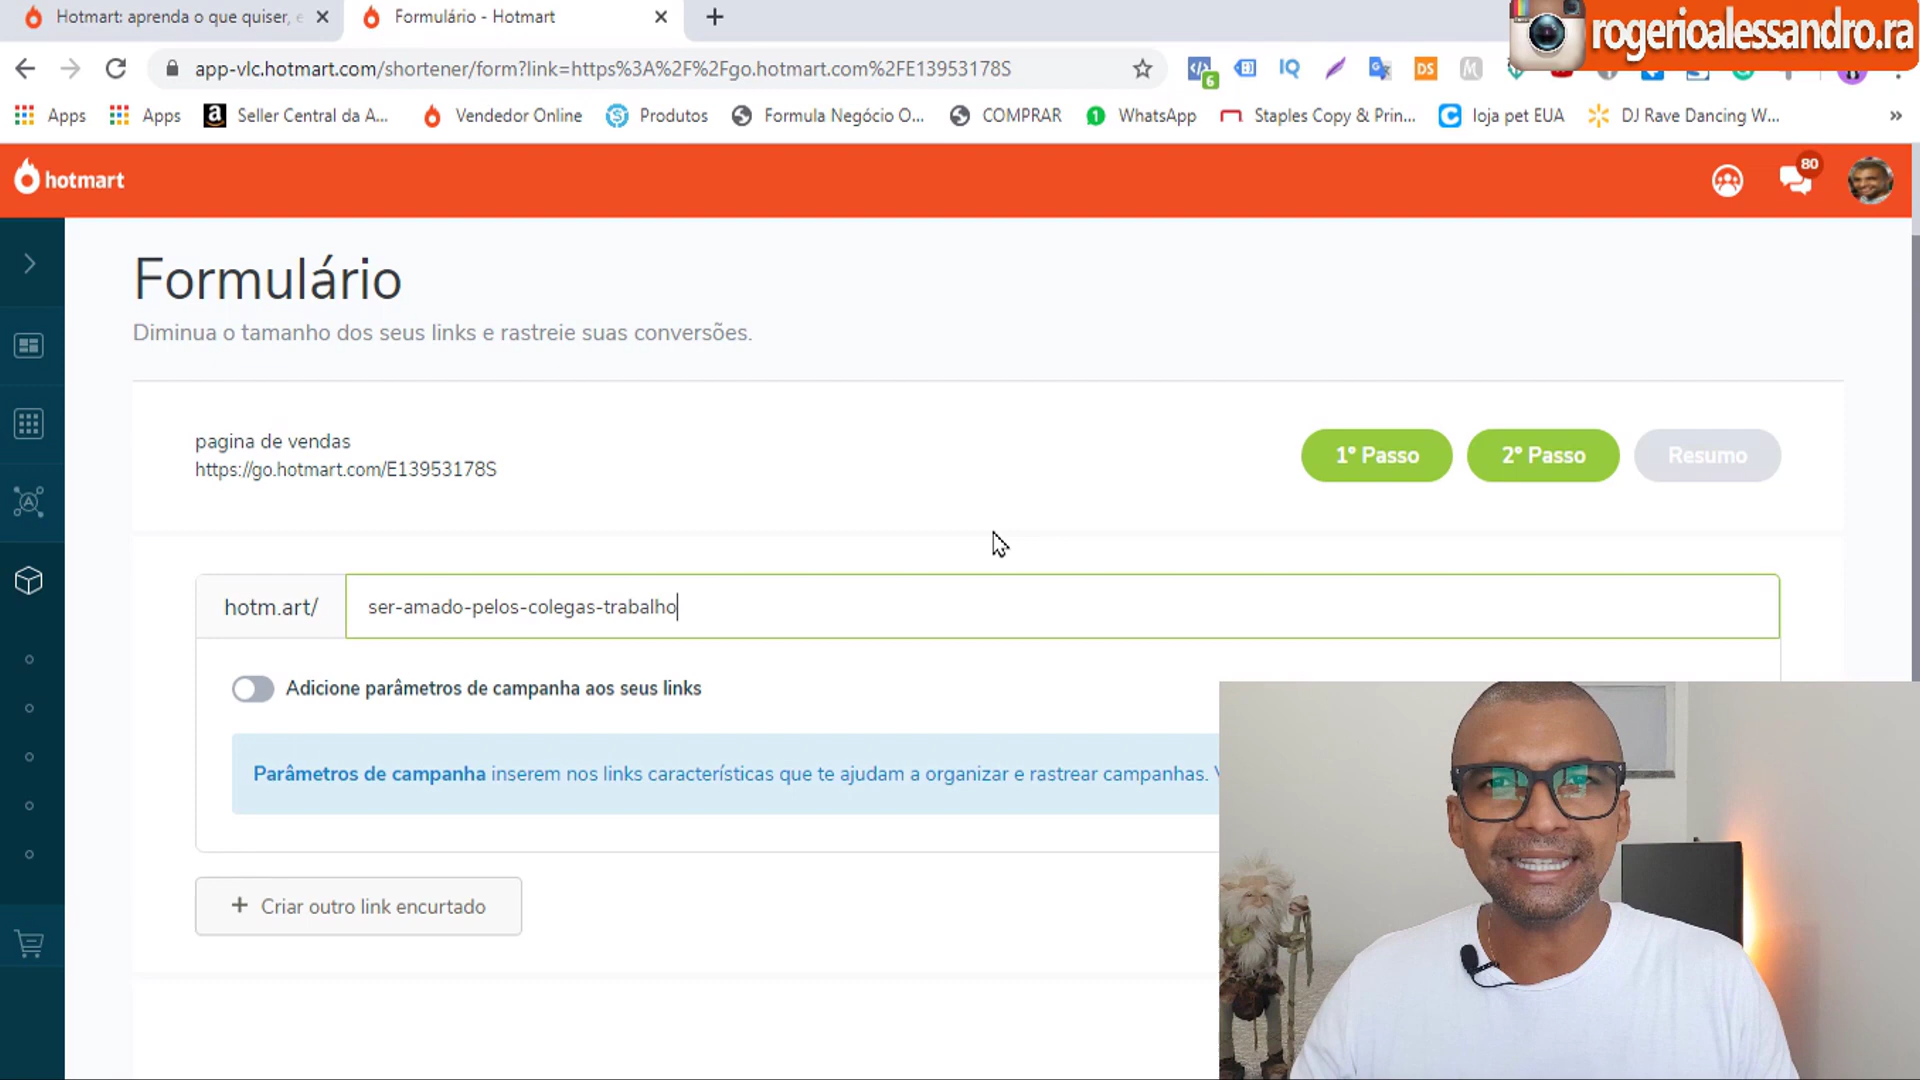 Hotmart: aprenda o que quiser, e
Formulário - Hotmart
rogerioalessandro.ra
app-vlc.hotmart.com/shortener/form?link=https%3A%2F%2Fgo.hotmart.com%2FE13953178S
6
IQ
DS
M
Apps
Apps
Seller Central da A...
Vendedor Online
Produtos
Formula Negócio O...
COMPRAR
1
WhatsApp
Staples Copy & Prin...
loja pet EUA
DJ Rave Dancing W...
»
hotmart
80
Formulário
Diminua o tamanho dos seus links e rastreie suas conversões.
pagina de vendas
https://go.hotmart.com/E13953178S
1° Passo
2° Passo
Resumo
hotm.art/
ser-amado-pelos-colegas-trabalho
Adicione parâmetros de campanha aos seus links
Parâmetros de campanha inserem nos links características que te ajudam a organizar e rastrear campanhas.
+ Criar outro link encurtado